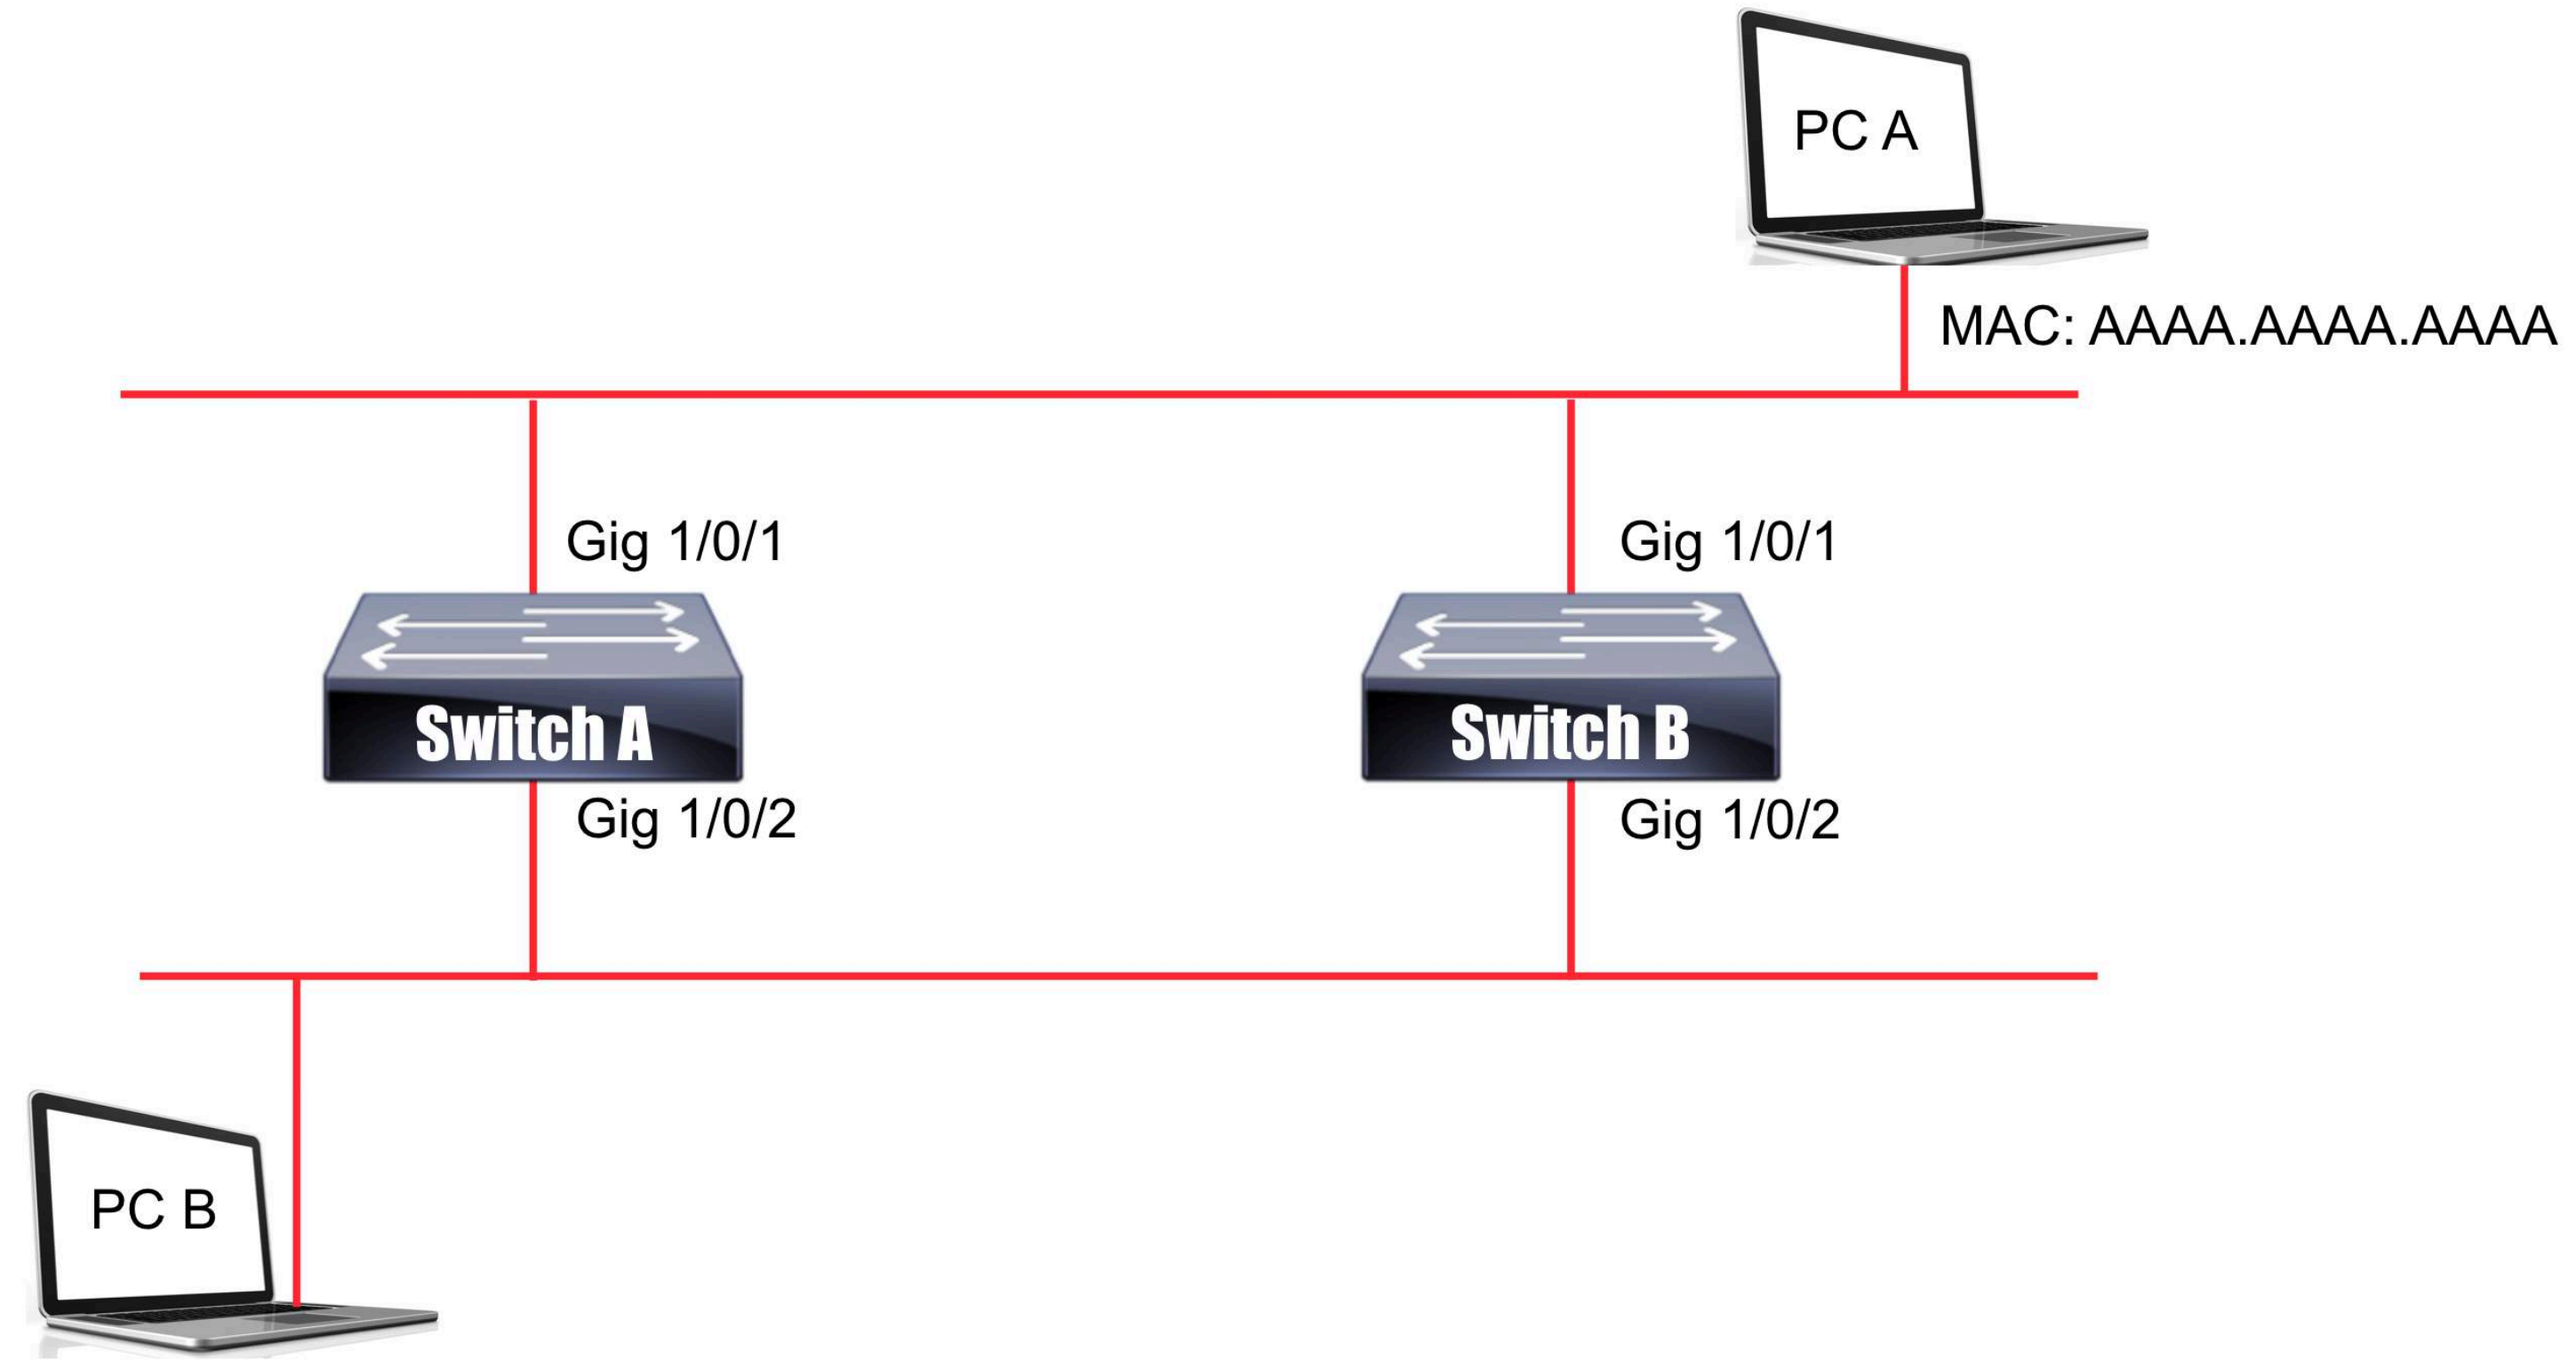 PC A
MAC: AAAA.AAAA.AAAA
Gig 1/0/1
Gig 1/0/1
Switch A
Switch B
Gig 1/0/2
Gig 1/0/2
PC B